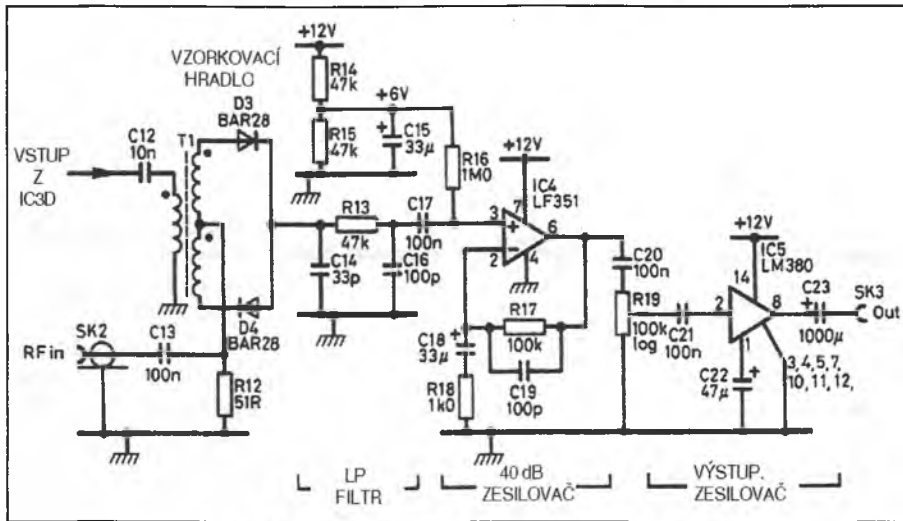 VZORKOVACÍ
HRADLO
D3
BAR28
T1
C12
10n
VSTUP
Z
IC3D
D4
BAR28
SK2
RF in
C13
100n
R12
51R
+12V
R14
47k
+6V
R15
47k
+
C15
33µ
R16
1M0
R13
47k
C14
33p
C16
100p
C17
100n
+12V
IC4
LF351
7
3
+
6
2
−
4
R17
100k
C19
100p
C18
+
33µ
R18
1k0
C20
100n
R19
100k
log
C21
100n
+12V
IC5
LM380
14
2
8
1
C22
+
47µ
3, 4, 5, 7,
10, 11, 12,
+
C23
1000µ
SK3
Out
LP
FILTR
40 dB
ZESILOVAČ
VÝSTUP.
ZESILOVAČ